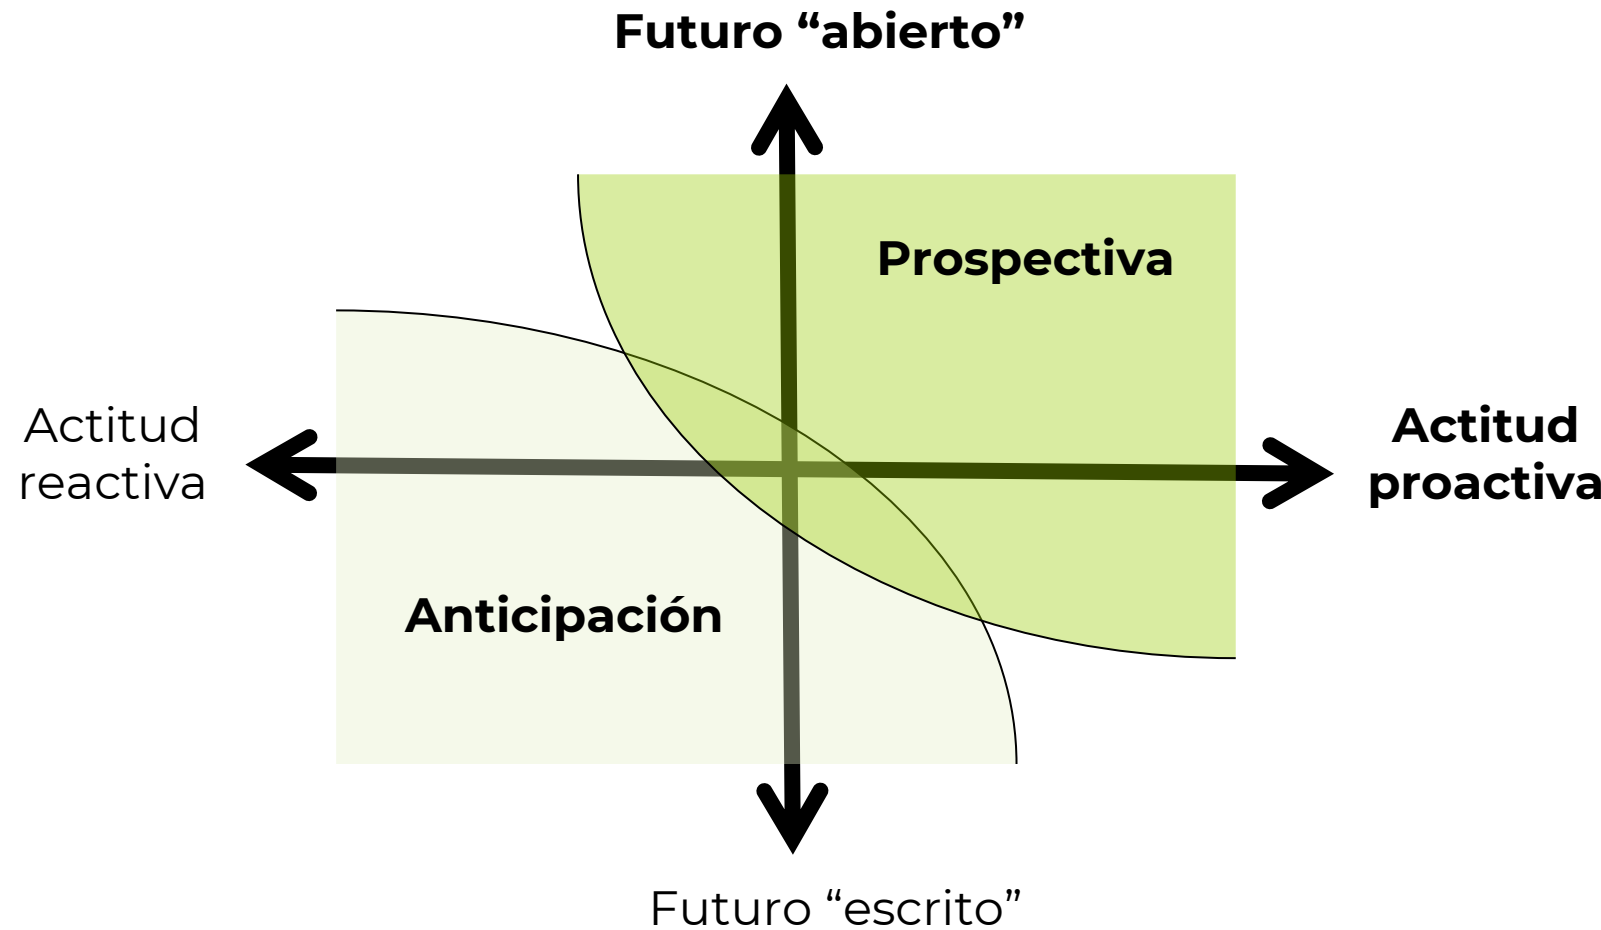 Futuro “abierto”
Prospectiva
Actitud
reactiva
Actitud
proactiva
Anticipación
Futuro “escrito”